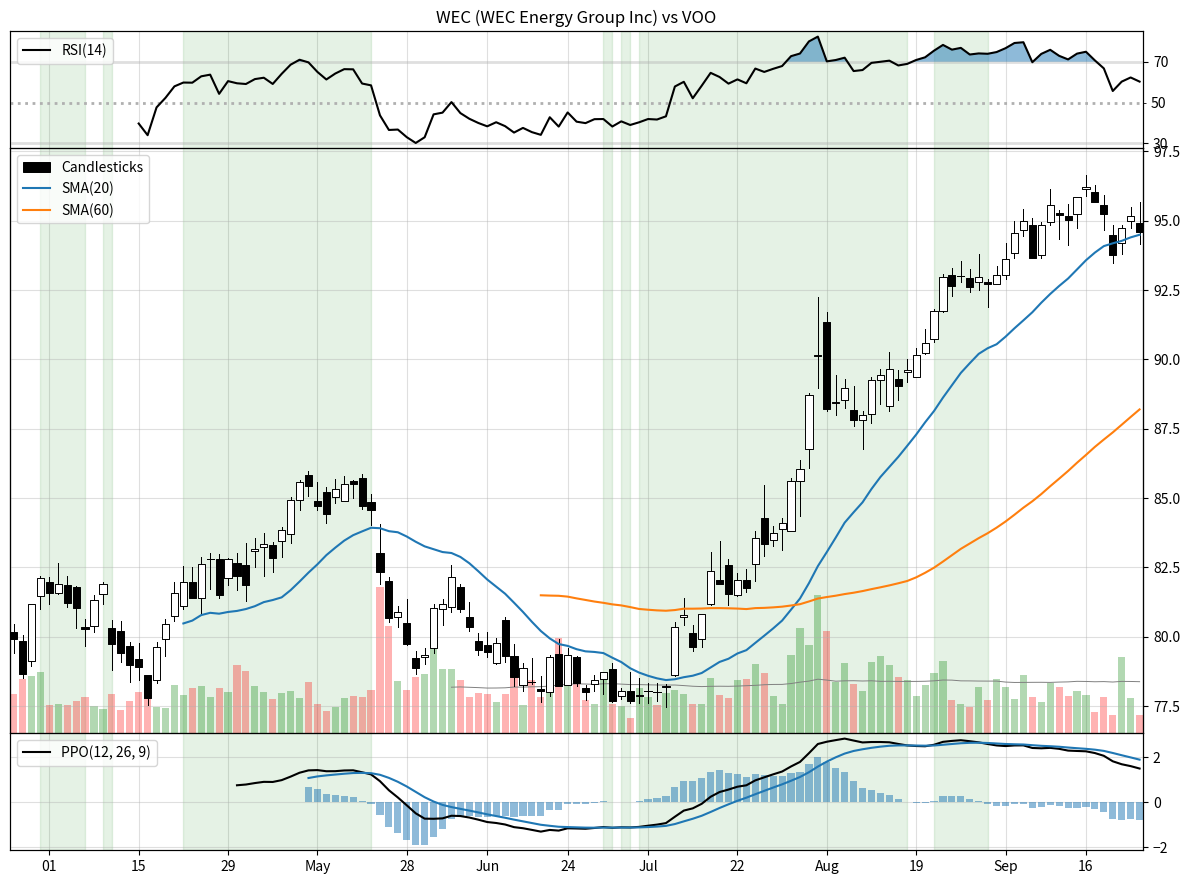 WEC (WEC Energy Group Inc) vs VOO
RSI(14)
70
50
30
Candlesticks
SMA(20)
SMA(60)
97.5
95.0
92.5
90.0
87.5
85.0
82.5
80.0
77.5
PPO(12, 26, 9)
2
0
−2
01 15 29 May 28 Jun 24 Jul 22 Aug 19 Sep 16